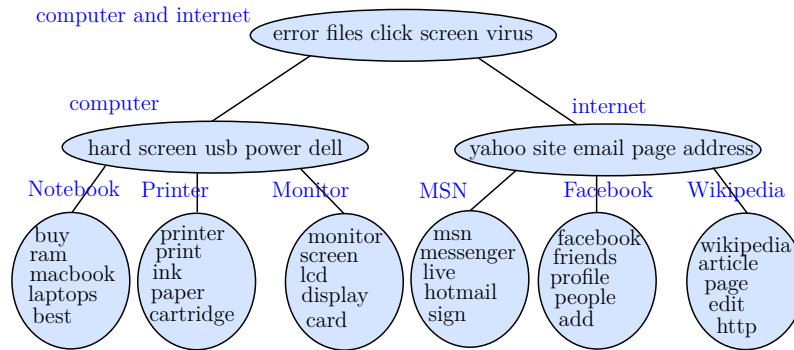 computer and internet
error files click screen virus
computer
internet
hard screen usb power dell
yahoo site email page address
Notebook
Printer
Monitor
MSN
Facebook
Wikipedia
buy
ram
macbook
laptops
best
printer
print
ink
paper
cartridge
monitor
screen
lcd
display
card
msn
messenger
live
hotmail
sign
facebook
friends
profile
people
add
wikipedia
article
page
edit
http